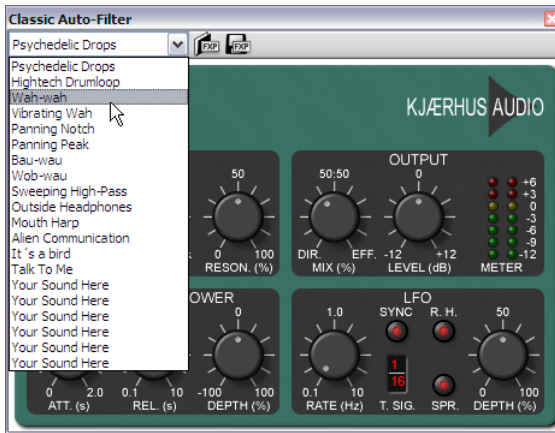 Classic Auto-Filter
Psychedelic Drops
FXP FXP
Psychedelic Drops
Hightech Drumloop
Wah-wah
Vibrating Wah
Panning Notch
Panning Peak
Bau-wau
Wob-wau
Sweeping High-Pass
Outside Headphones
Mouth Harp
Alien Communication
It´s a bird
Talk To Me
Your Sound Here
Your Sound Here
Your Sound Here
Your Sound Here
Your Sound Here
Your Sound Here
KJÆRHUS AUDIO
50
0 100
RESON. (%)
OUTPUT
50:50 0
DIR. EFF. -12 +12
MIX (%) LEVEL (dB) METER
+6
+3
0
-3
-6
-9
-12
OWER
0
0 2.0 0.1 10 -100 100
ATT. (s) REL. (s) DEPTH (%)
LFO
1.0 SYNC R. H. 50
1
16
0.1 10 0 100
RATE (Hz) T. SIG. SPR. DEPTH (%)